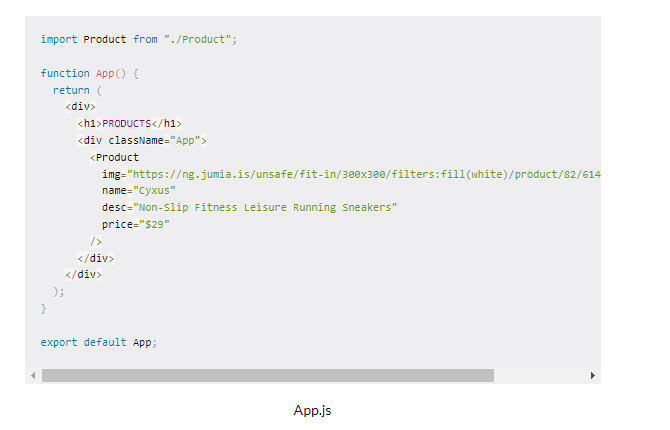 import Product from "./Product";
function App() {
return (
<div>
<h1>PRODUCTS</h1>
<div className="App">
<Product
img="https://ng.jumia.is/unsafe/fit-in/300x300/filters:fill(white)/product/82/614
name="Cyxus"
desc="Non-Slip Fitness Leisure Running Sneakers"
price="$29"
/>
</div>
</div>
);
}
export default App;
App.js